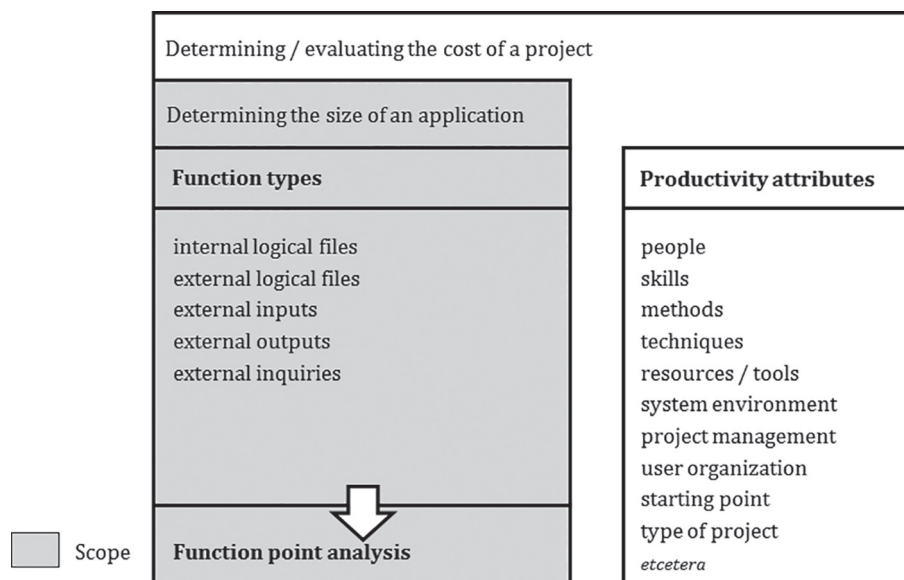 Determining / evaluating the cost of a project
Determining the size of an application
Function types
internal logical files
external logical files
external inputs
external outputs
external inquiries
Function point analysis
Productivity attributes
people
skills
methods
techniques
resources / tools
system environment
project management
user organization
starting point
type of project
etcetera
Scope